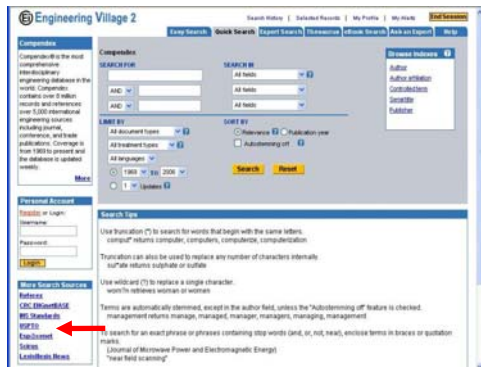 Engineering Village 2
Search History | Selected Records | My Profile | My Alerts
End Session
Easy Search Quick Search Expert Search Thesaurus eBook Search Ask an Expert Help
Compendex
Compendex® is the most
comprehensive
interdisciplinary
engineering database in the
world. Compendex
contains over 8 million
records and references
over 5,000 international
engineering sources
including journal,
conference, and trade
publications. Coverage is
from 1969 to present and
the database is updated
weekly.
More
Personal Account
Register or Login:
Username:
Password:
Login
More Search Sources
Referex
CRC ENGnetBASE
IHS Standards
USPTO
Esp@cenet
Scirus
LexisNexis News
Compendex
SEARCH FOR
SEARCH IN
All fields
AND
All fields
AND
All fields
LIMIT BY
All document types
All treatment types
All languages
1969 TO 2006
1 Updates
SORT BY
Relevance Publication year
Autostemming off
Search Reset
Browse Indexes
Author
Author affiliation
Controlled term
Serial title
Publisher
Search Tips
Use truncation (*) to search for words that begin with the same letters.
comput* returns computer, computers, computerize, computerization
Truncation can also be used to replace any number of characters internally.
sul*ate returns sulphate or sulfate
Use wildcard (?) to replace a single character.
wom?n retrieves woman or women
Terms are automatically stemmed, except in the author field, unless the "Autostemming off" feature is checked.
management returns manage, managed, manager, managers, managing, management
To search for an exact phrase or phrases containing stop words (and, or, not, near), enclose terms in braces or quotation
marks.
{Journal of Microwave Power and Electromagnetic Energy}
"near field scanning"